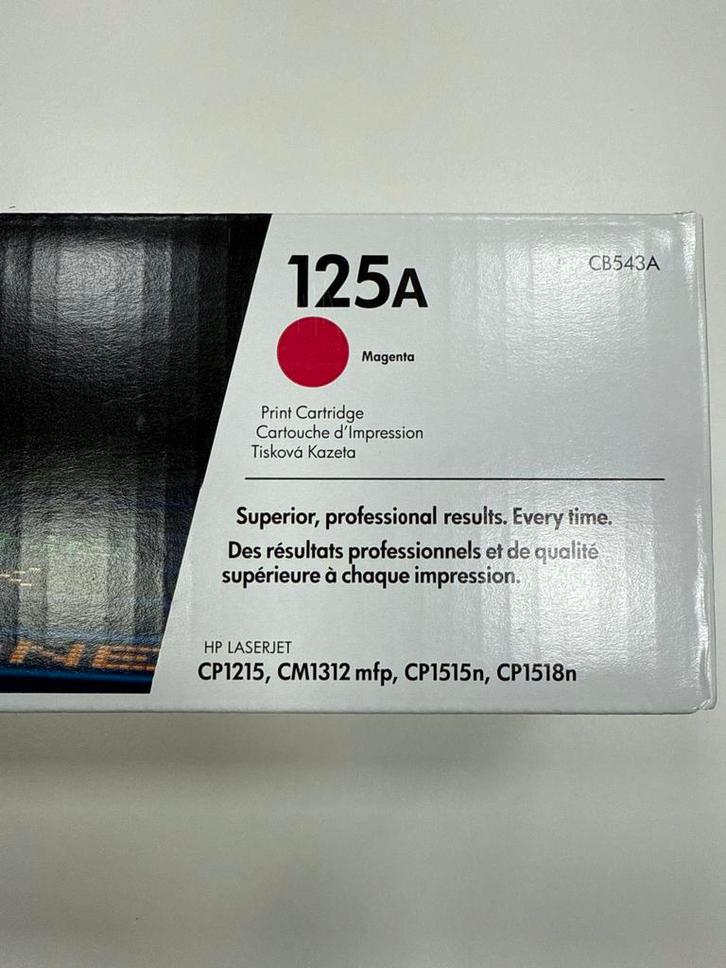 125A
CB543A
Magenta
Print Cartridge
Cartouche d'Impression
Tisková Kazeta
Superior, professional results. Every time.
Des résultats professionnels et de qualité
supérieure à chaque impression.
HP LASERJET
CP1215, CM1312 mfp, CP1515n, CP1518n